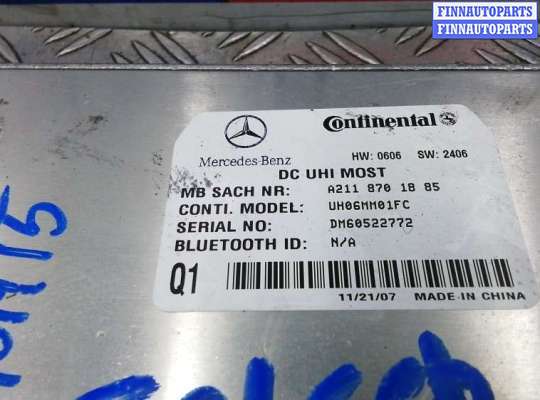 FINNAUTOPARTS
FINNAUTOPARTS
Mercedes-Benz
Continental
HW: 0606 SW: 2406
DC UHI MOST
MB SACH NR: A211 870 18 85
CONTI. MODEL: UH06MM01FC
SERIAL NO: DM60522772
BLUETOOTH ID: N/A
Q1
11/21/07 MADE IN CHINA